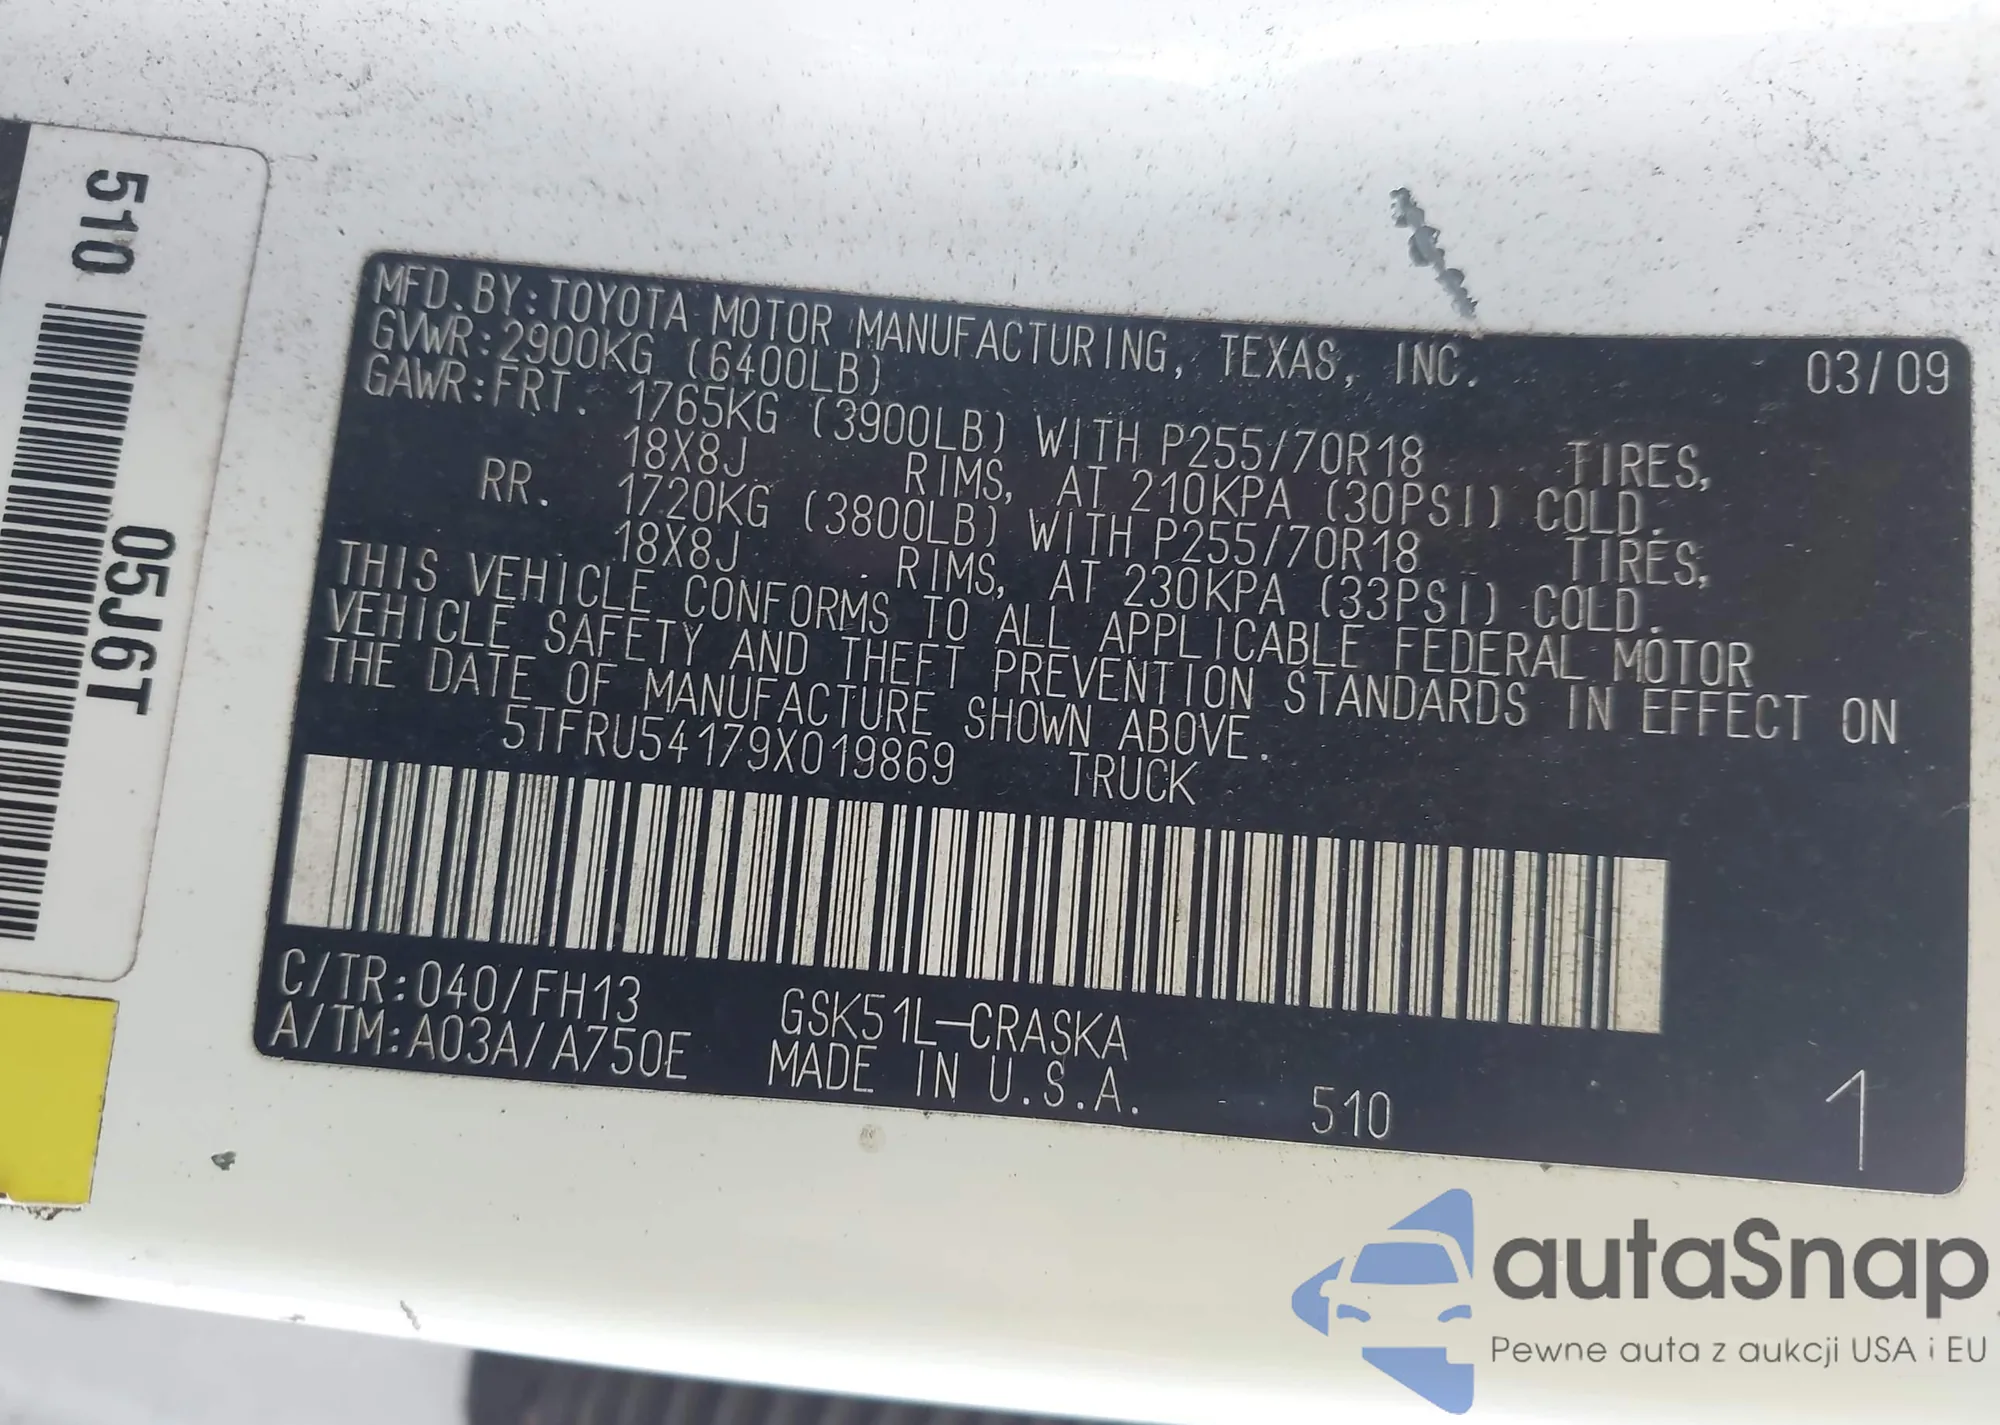 510
05J6T
MFD.BY:TOYOTA MOTOR MANUFACTURING, TEXAS, INC. 03/09
GVWR:2900KG (6400LB)
GAWR:FRT. 1765KG (3900LB) WITH P255/70R18 TIRES,
18X8J RIMS, AT 210KPA (30PSI) COLD.
RR. 1720KG (3800LB) WITH P255/70R18 TIRES,
18X8J RIMS, AT 230KPA (33PSI) COLD.
THIS VEHICLE CONFORMS TO ALL APPLICABLE FEDERAL MOTOR
VEHICLE SAFETY AND THEFT PREVENTION STANDARDS IN EFFECT ON
THE DATE OF MANUFACTURE SHOWN ABOVE.
5TFRU54179X019869 TRUCK
C/TR:040/FH13 GSK51L-CRASKA
A/TM:A03A/A750E MADE IN U.S.A. 510 1
autaSnap
Pewne auta z aukcji USA i EU